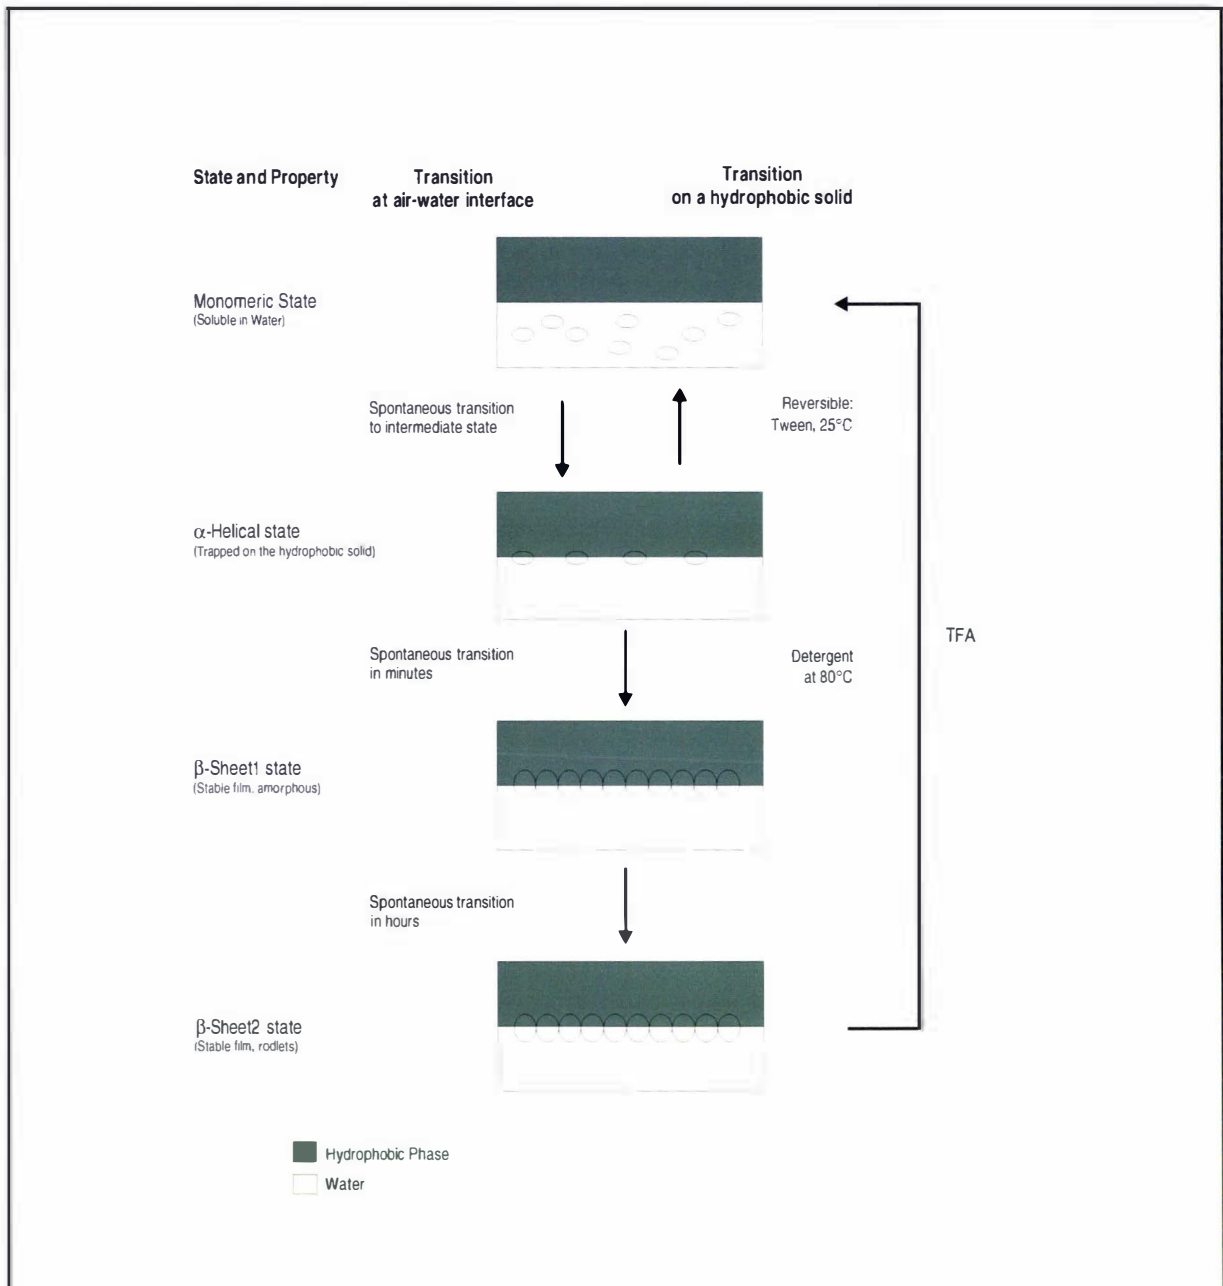 State and Property
Transition
at air-water interface
Transition
on a hydrophobic solid
Monomeric State
(Soluble in Water)
Spontaneous transition
to intermediate state
Reversible:
Tween, 25°C
α-Helical state
(Trapped on the hydrophobic solid)
Spontaneous transition
in minutes
Detergent
at 80°C
TFA
β-Sheet1 state
(Stable film. amorphous)
Spontaneous transition
in hours
β-Sheet2 state
(Stable film, rodlets)
Hydrophobic Phase
Water